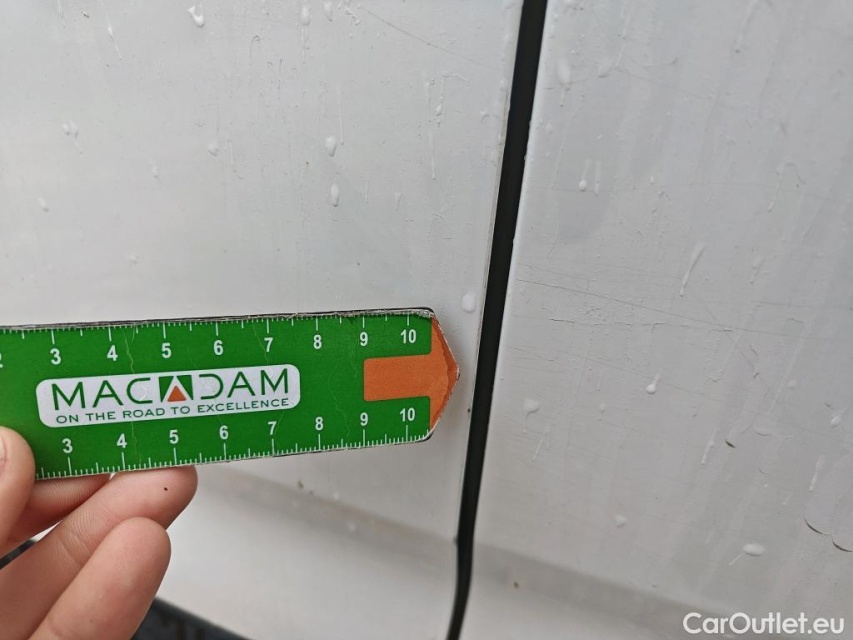 3 4 5 6 7 8 9 10
MACADAM
ON THE ROAD TO EXCELLENCE
3 4 5 6 7 8 9 10
CarOutlet.eu